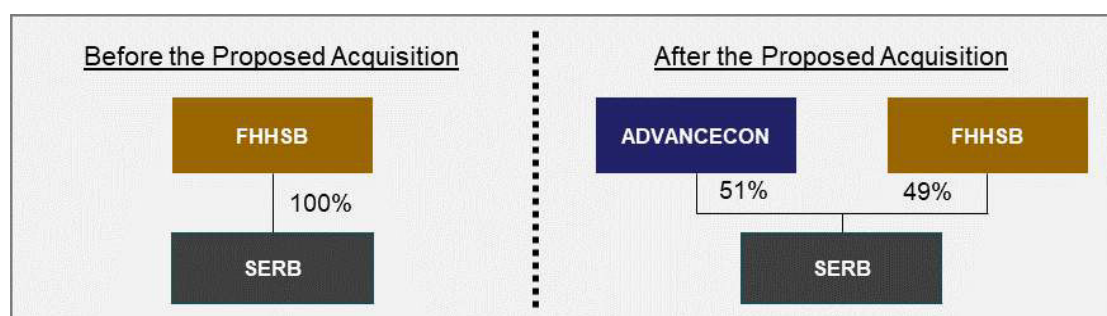 Before the Proposed Acquisition
FHHSB
100%
SERB
After the Proposed Acquisition
ADVANCECON
FHHSB
51%
49%
SERB